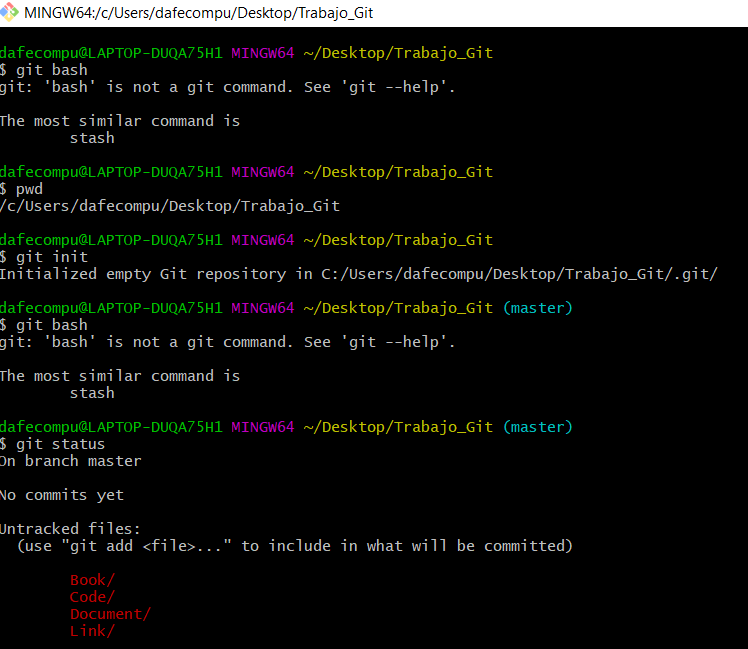 MINGW64:/c/Users/dafecompu/Desktop/Trabajo_Git
dafecompu@LAPTOP-DUQA75H1 MINGW64 ~/Desktop/Trabajo_Git
$ git bash
git: 'bash' is not a git command. See 'git --help'.
The most similar command is
stash
dafecompu@LAPTOP-DUQA75H1 MINGW64 ~/Desktop/Trabajo_Git
$ pwd
/c/Users/dafecompu/Desktop/Trabajo_Git
dafecompu@LAPTOP-DUQA75H1 MINGW64 ~/Desktop/Trabajo_Git
$ git init
Initialized empty Git repository in C:/Users/dafecompu/Desktop/Trabajo_Git/.git/
dafecompu@LAPTOP-DUQA75H1 MINGW64 ~/Desktop/Trabajo_Git (master)
$ git bash
git: 'bash' is not a git command. See 'git --help'.
The most similar command is
stash
dafecompu@LAPTOP-DUQA75H1 MINGW64 ~/Desktop/Trabajo_Git (master)
$ git status
On branch master
No commits yet
Untracked files:
(use "git add <file>..." to include in what will be committed)
Book/
Code/
Document/
Link/